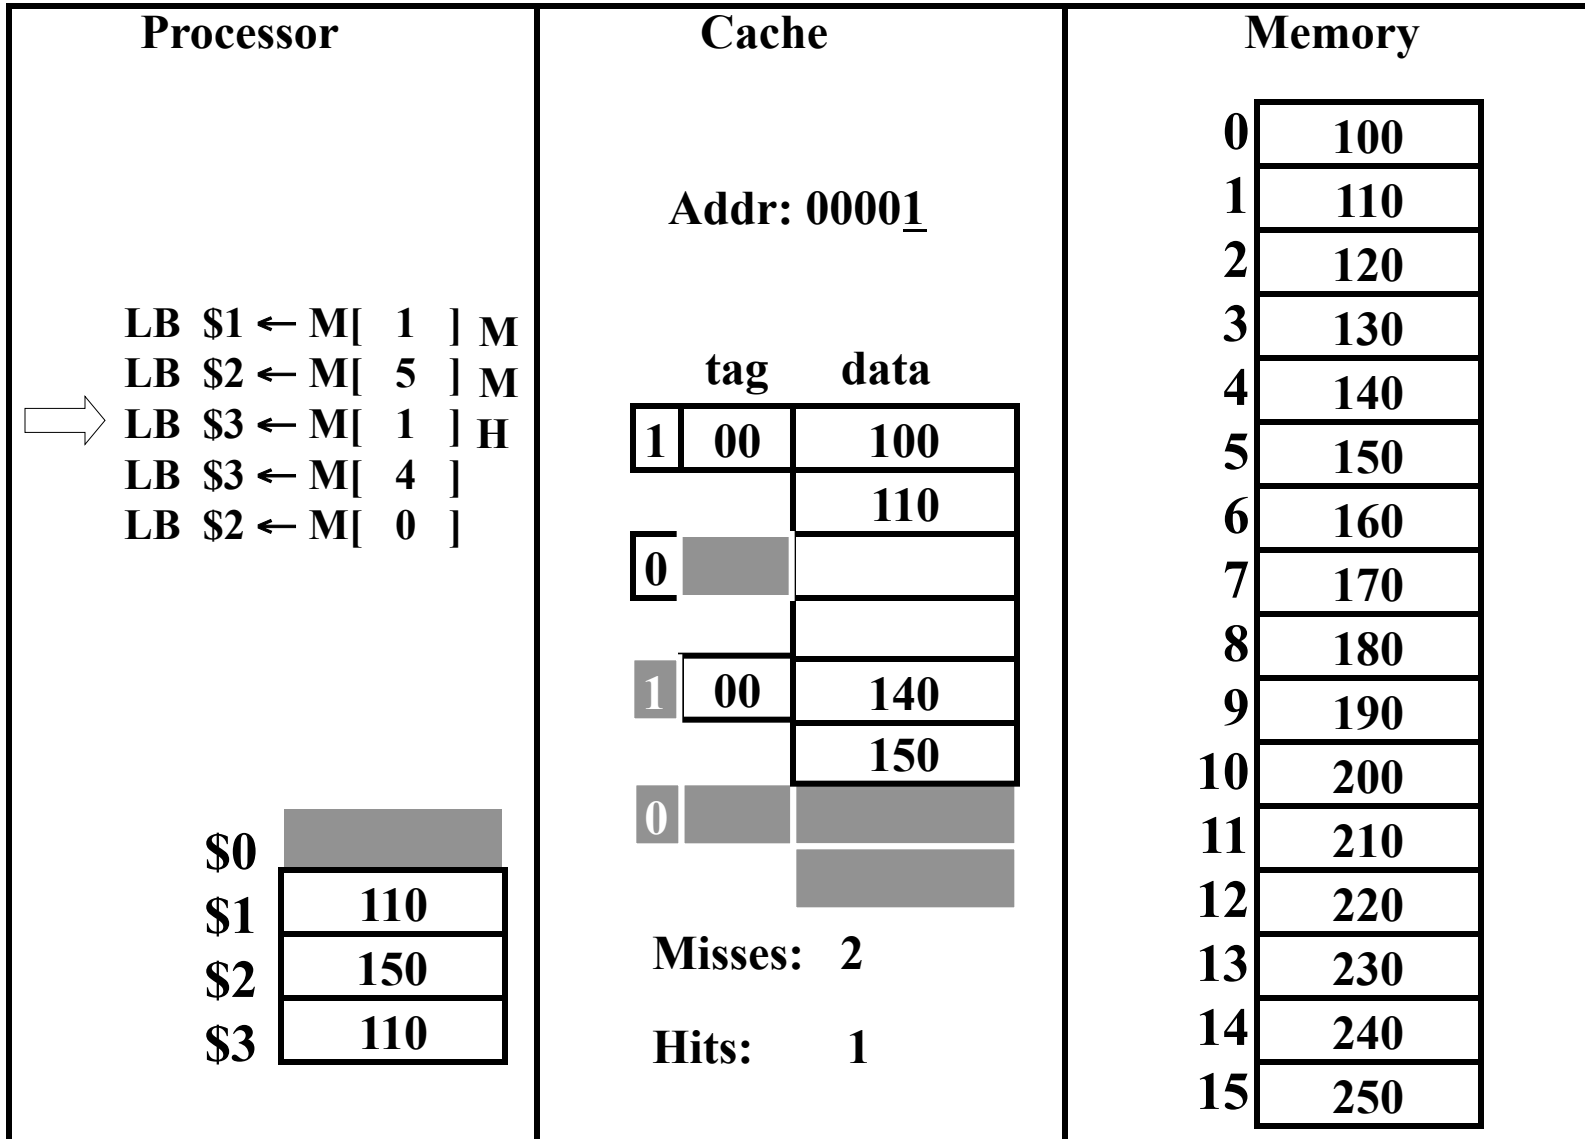 Processor
LB $1 ← M[ 1 ] M
LB $2 ← M[ 5 ] M
LB $3 ← M[ 1 ] H
LB $3 ← M[ 4 ]
LB $2 ← M[ 0 ]
$0
$1 110
$2 150
$3 110
Cache
Addr: 00001
tag data
1 00 100
110
0
1 00 140
150
0
Misses: 2
Hits: 1
Memory
0 100
1 110
2 120
3 130
4 140
5 150
6 160
7 170
8 180
9 190
10 200
11 210
12 220
13 230
14 240
15 250